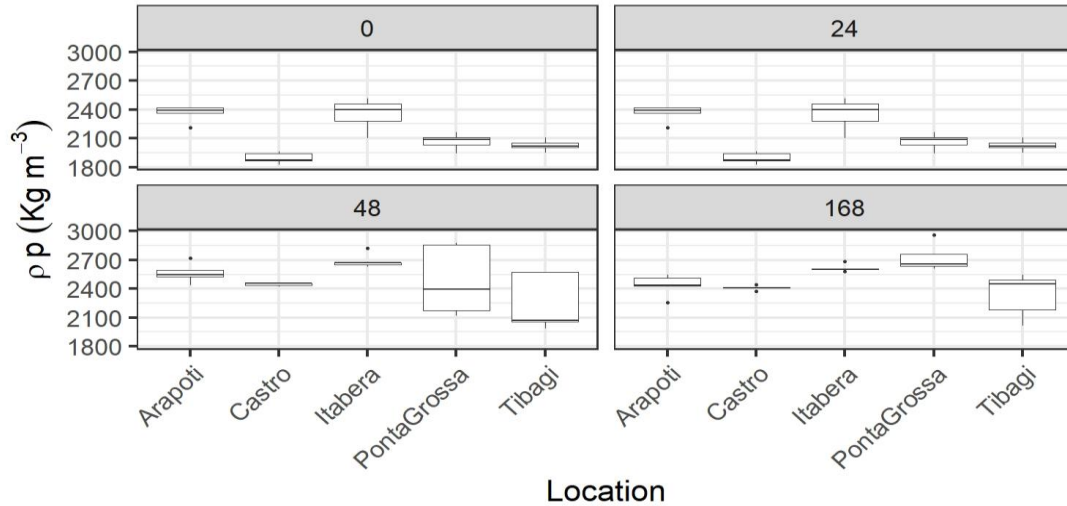 0
24
3000
2700
2400
2100
1800
48
168
3000
2700
2400
2100
1800
ρ p (Kg m⁻³)
Arapoti
Castro
Itabera
PontaGrossa
Tibagi
Arapoti
Castro
Itabera
PontaGrossa
Tibagi
Location